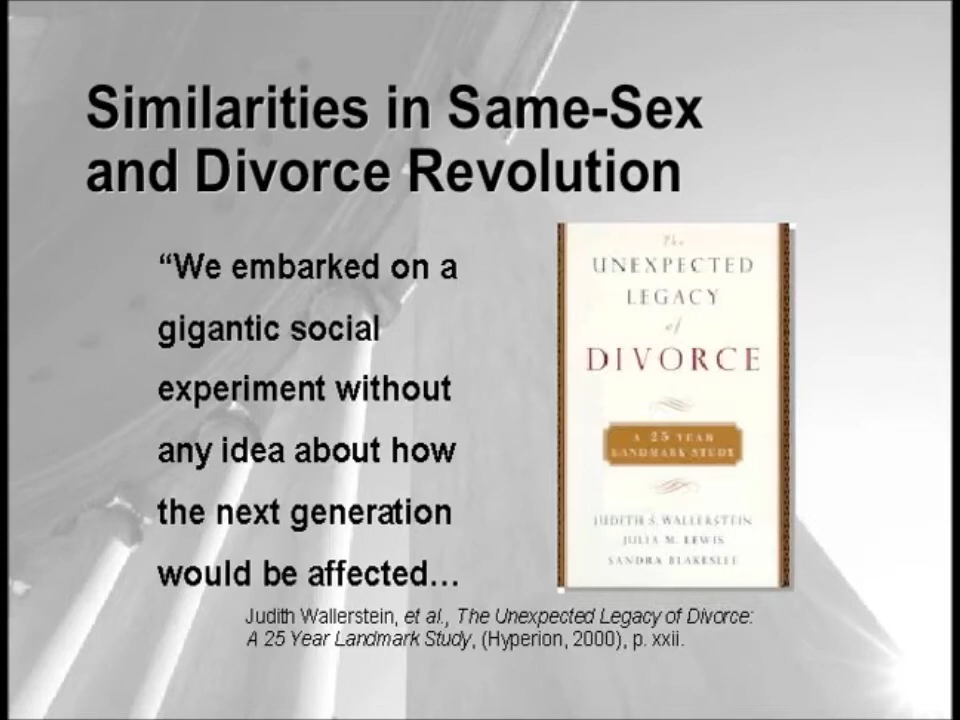 Similarities in Same-Sex
and Divorce Revolution
“We embarked on a
gigantic social
experiment without
any idea about how
the next generation
would be affected…
The
UNEXPECTED
LEGACY
of
DIVORCE
A 25 YEAR
LANDMARK STUDY
JUDITH S. WALLERSTEIN
JULIA M. LEWIS
SANDRA BLAKESLEE
Judith Wallerstein, et al., The Unexpected Legacy of Divorce:
A 25 Year Landmark Study, (Hyperion, 2000), p. xxii.